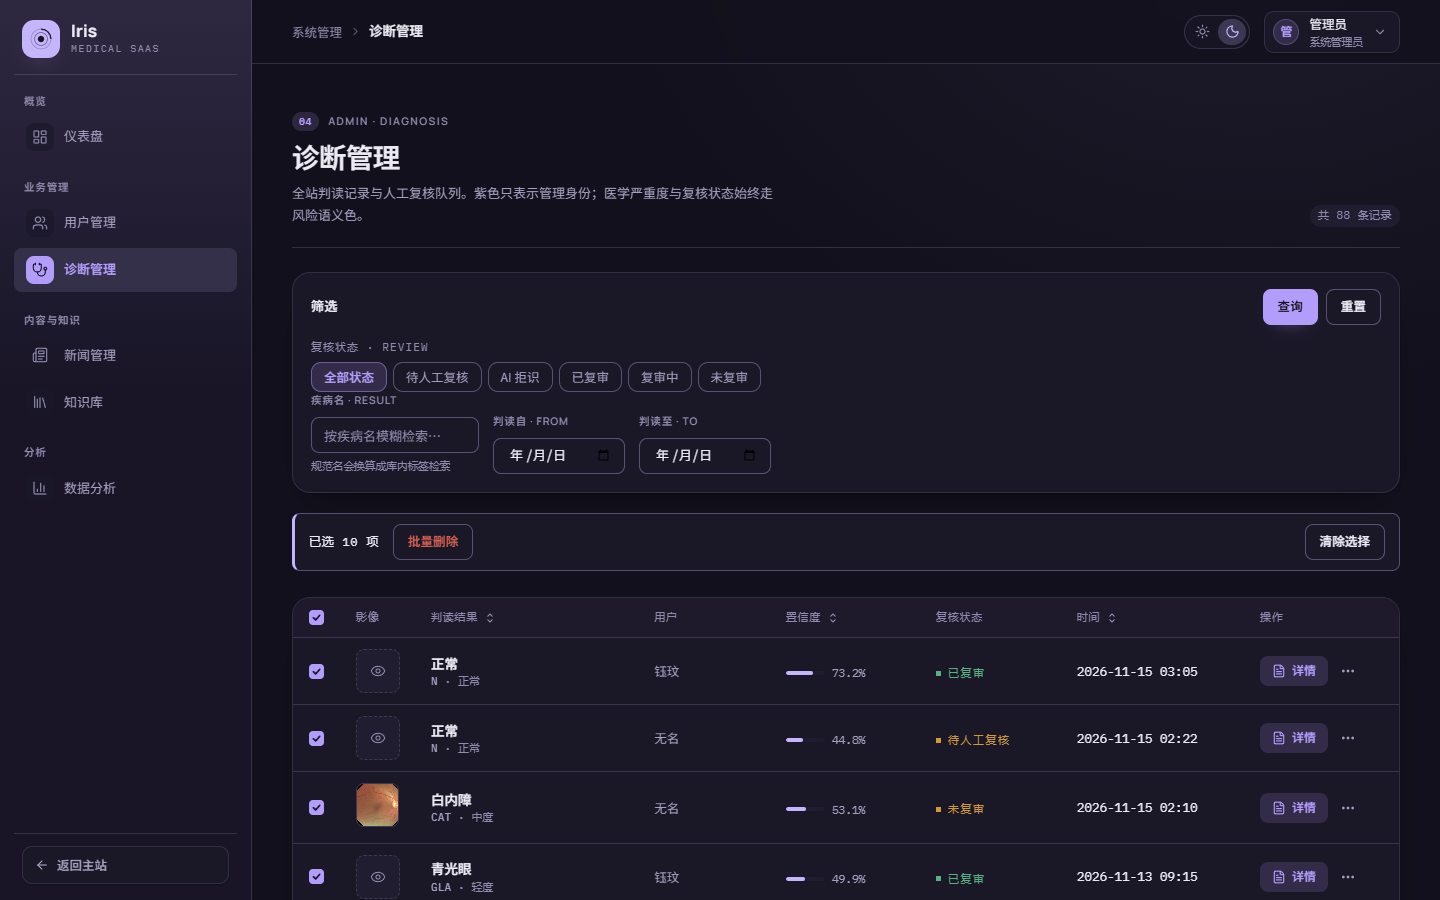 Iris
MEDICAL SAAS
概览
仪表盘
业务管理
用户管理
诊断管理
内容与知识
新闻管理
知识库
分析
数据分析
返回主站
系统管理 > 诊断管理
管 管理员
系统管理员
04 ADMIN · DIAGNOSIS
诊断管理
全站判读记录与人工复核队列。紫色只表示管理身份；医学严重度与复核状态始终走
风险语义色。
共 88 条记录
筛选
查询 重置
复核状态 · REVIEW
全部状态 待人工复核 AI 拒识 已复审 复审中 未复审
疾病名 · RESULT
判读自 · FROM 判读至 · TO
按疾病名模糊检索…
年 /月/日 年 /月/日
规范名会换算成库内标签检索
已选 10 项 批量删除 清除选择
影像 判读结果 用户 置信度 复核状态 时间 操作
正常
N · 正常
钰玟 73.2% 已复审 2026-11-15 03:05 详情 ···
正常
N · 正常
无名 44.8% 待人工复核 2026-11-15 02:22 详情 ···
白内障
CAT · 中度
无名 53.1% 未复审 2026-11-15 02:10 详情 ···
青光眼
GLA · 轻度
钰玟 49.9% 已复审 2026-11-13 09:15 详情 ···